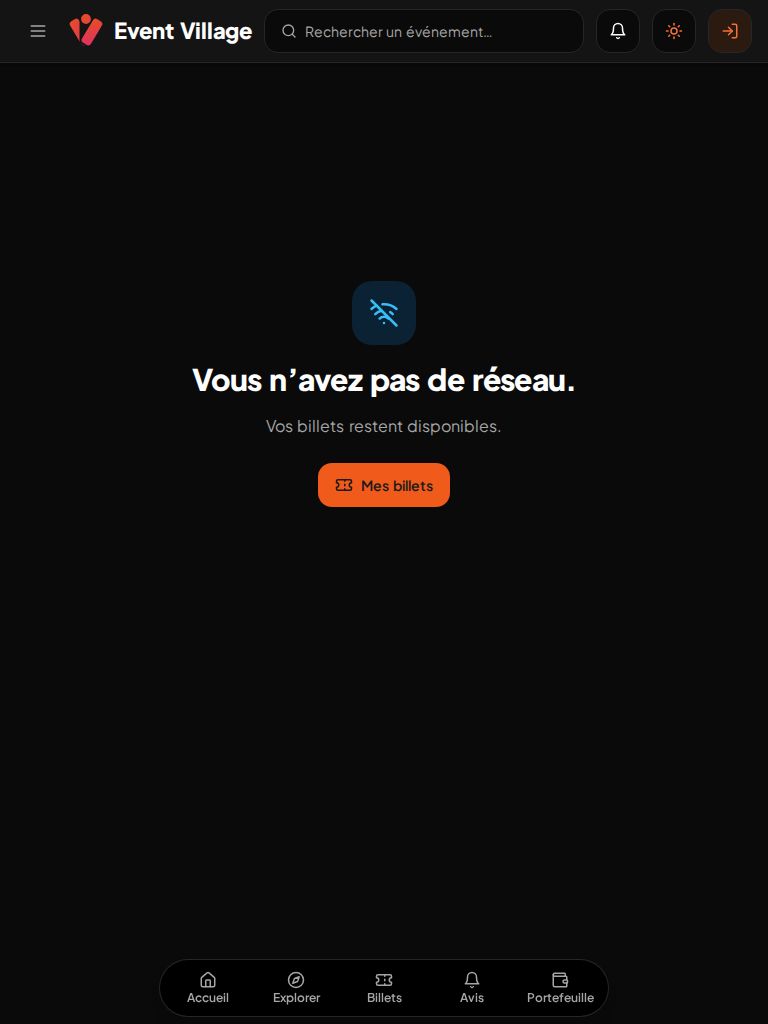 Event Village
Rechercher un événement…
Vous n’avez pas de réseau.
Vos billets restent disponibles.
Mes billets
Accueil
Explorer
Billets
Avis
Portefeuille